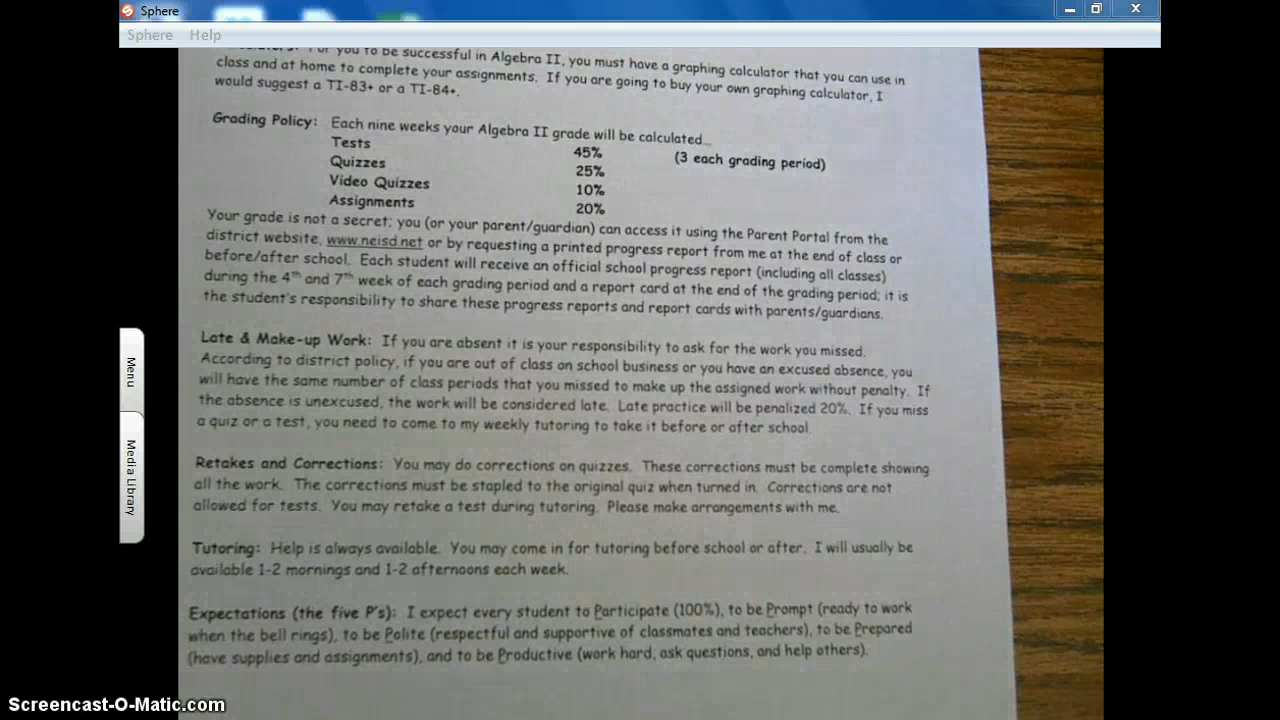 Sphere
Sphere Help
you to be successful in Algebra II, you must have a graphing calculator that you can use in
class and at home to complete your assignments. If you are going to buy your own graphing calculator, I
would suggest a TI-83+ or a TI-84+.
Grading Policy: Each nine weeks your Algebra II grade will be calculated...
Tests 45% (3 each grading period)
Quizzes 25%
Video Quizzes 10%
Assignments 20%
Your grade is not a secret; you (or your parent/guardian) can access it using the Parent Portal from the
district website, www.neisd.net or by requesting a printed progress report from me at the end of class or
before/after school. Each student will receive an official school progress report (including all classes)
during the 4th and 7th week of each grading period and a report card at the end of the grading period; it is
the student's responsibility to share these progress reports and report cards with parents/guardians.
Late & Make-up Work: If you are absent it is your responsibility to ask for the work you missed.
According to district policy, if you are out of class on school business or you have an excused absence, you
will have the same number of class periods that you missed to make up the assigned work without penalty. If
the absence is unexcused, the work will be considered late. Late practice will be penalized 20%. If you miss
a quiz or a test, you need to come to my weekly tutoring to take it before or after school.
Retakes and Corrections: You may do corrections on quizzes. These corrections must be complete showing
all the work. The corrections must be stapled to the original quiz when turned in. Corrections are not
allowed for tests. You may retake a test during tutoring. Please make arrangements with me.
Tutoring: Help is always available. You may come in for tutoring before school or after. I will usually be
available 1-2 mornings and 1-2 afternoons each week.
Expectations (the five P's): I expect every student to Participate (100%), to be Prompt (ready to work
when the bell rings), to be Polite (respectful and supportive of classmates and teachers), to be Prepared
(have supplies and assignments), and to be Productive (work hard, ask questions, and help others).
Menu
Media Library
Screencast-O-Matic.com